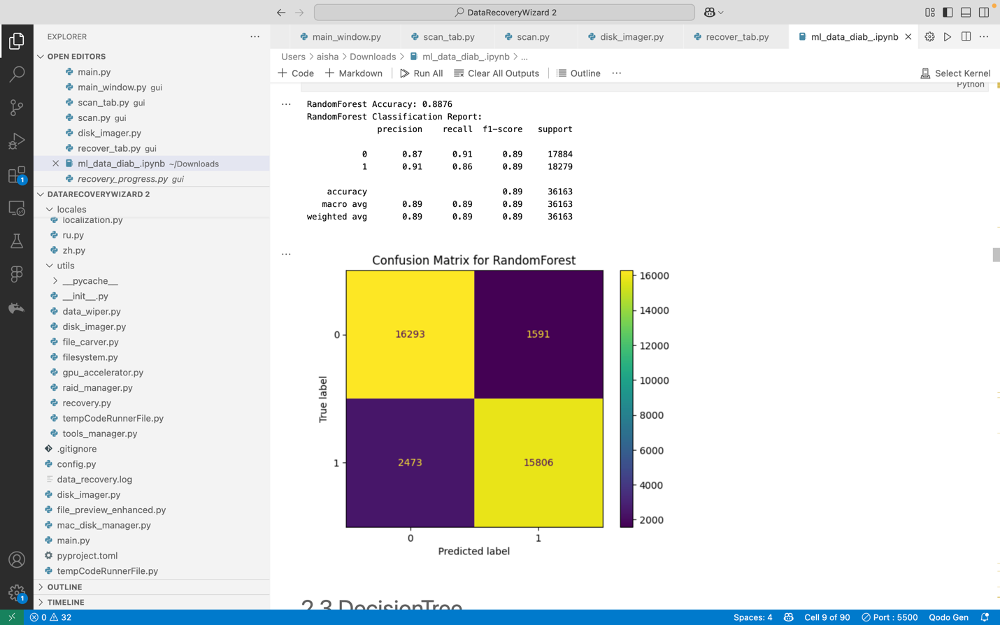 DataRecoveryWizard 2
EXPLORER
OPEN EDITORS
main.py
main_window.py gui
scan_tab.py gui
scan.py gui
disk_imager.py
recover_tab.py gui
ml_data_diab_.ipynb ~/Downloads
recovery_progress.py gui
DATARECOVERYWIZARD 2
locales
localization.py
ru.py
zh.py
utils
__pycache__
__init__.py
data_wiper.py
disk_imager.py
file_carver.py
filesystem.py
gpu_accelerator.py
raid_manager.py
recovery.py
tempCodeRunnerFile.py
tools_manager.py
.gitignore
config.py
data_recovery.log
disk_imager.py
file_preview_enhanced.py
mac_disk_manager.py
main.py
pyproject.toml
tempCodeRunnerFile.py
OUTLINE
TIMELINE
1
1
main_window.py scan_tab.py scan.py disk_imager.py recover_tab.py ml_data_diab_.ipynb
Users > aisha > Downloads > ml_data_diab_.ipynb > ...
+ Code + Markdown Run All Clear All Outputs Outline ... Select Kernel
Python
RandomForest Accuracy: 0.8876
RandomForest Classification Report:
precision recall f1-score support
0 0.87 0.91 0.89 17884
1 0.91 0.86 0.89 18279
accuracy 0.89 36163
macro avg 0.89 0.89 0.89 36163
weighted avg 0.89 0.89 0.89 36163
Confusion Matrix for RandomForest
16293 1591
2473 15806
0
1
True label
0 1
Predicted label
16000
14000
12000
10000
8000
6000
4000
2000
2.3 DecisionTree
0 32
Spaces: 4 Cell 9 of 90 Port : 5500 Qodo Gen